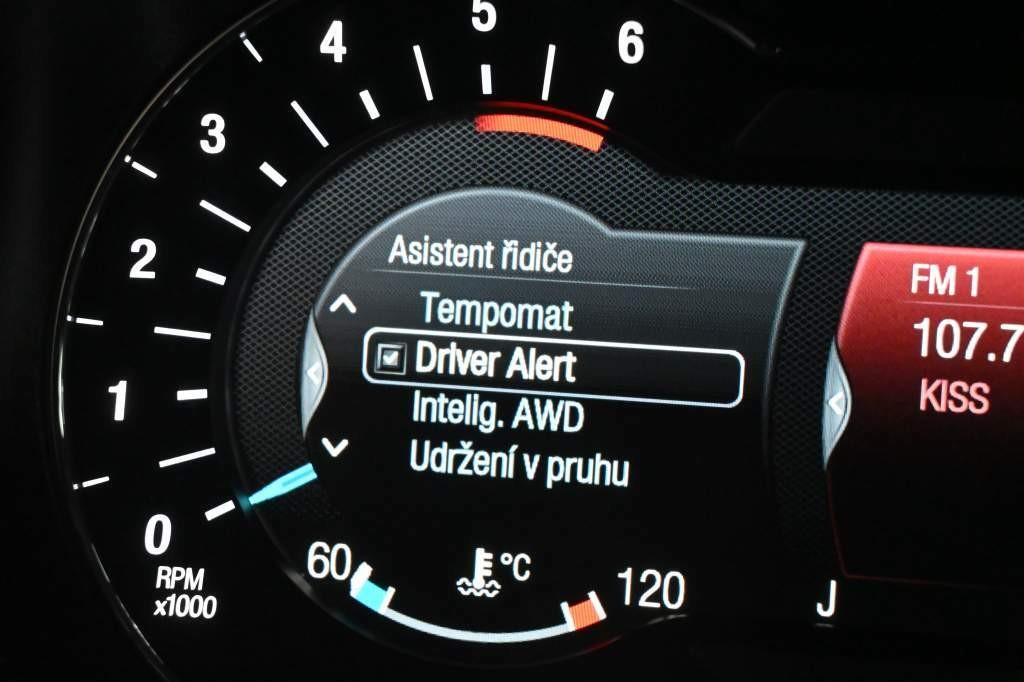 5
4
6
3
2
1
0
RPM
x1000
Asistent řidiče
Tempomat
Driver Alert
Intelig. AWD
Udržení v pruhu
60
°C
120
FM 1
107.7
KISS
J